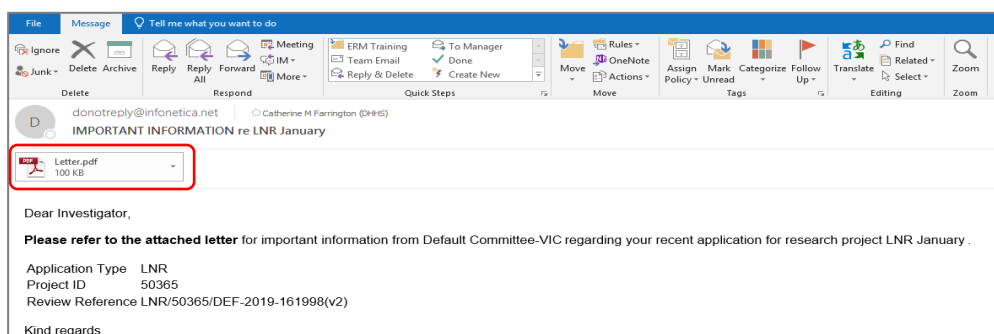 File Message Tell me what you want to do
Ignore Meeting ERM Training To Manager Rules Find
IM Team Email Done OneNote Related
Junk Delete Archive Reply Reply All Forward More Reply & Delete Create New Move Actions Assign Policy Mark Unread Categorize Follow Up Translate Select Zoom
Delete Respond Quick Steps Move Tags Editing Zoom
D
donotreply@infonetica.net Catherine M Farrington (DHHS)
IMPORTANT INFORMATION re LNR January
PDF Letter.pdf
100 KB
Dear Investigator,
Please refer to the attached letter for important information from Default Committee-VIC regarding your recent application for research project LNR January .
Application Type LNR
Project ID 50365
Review Reference LNR/50365/DEF-2019-161998(v2)
Kind regards,